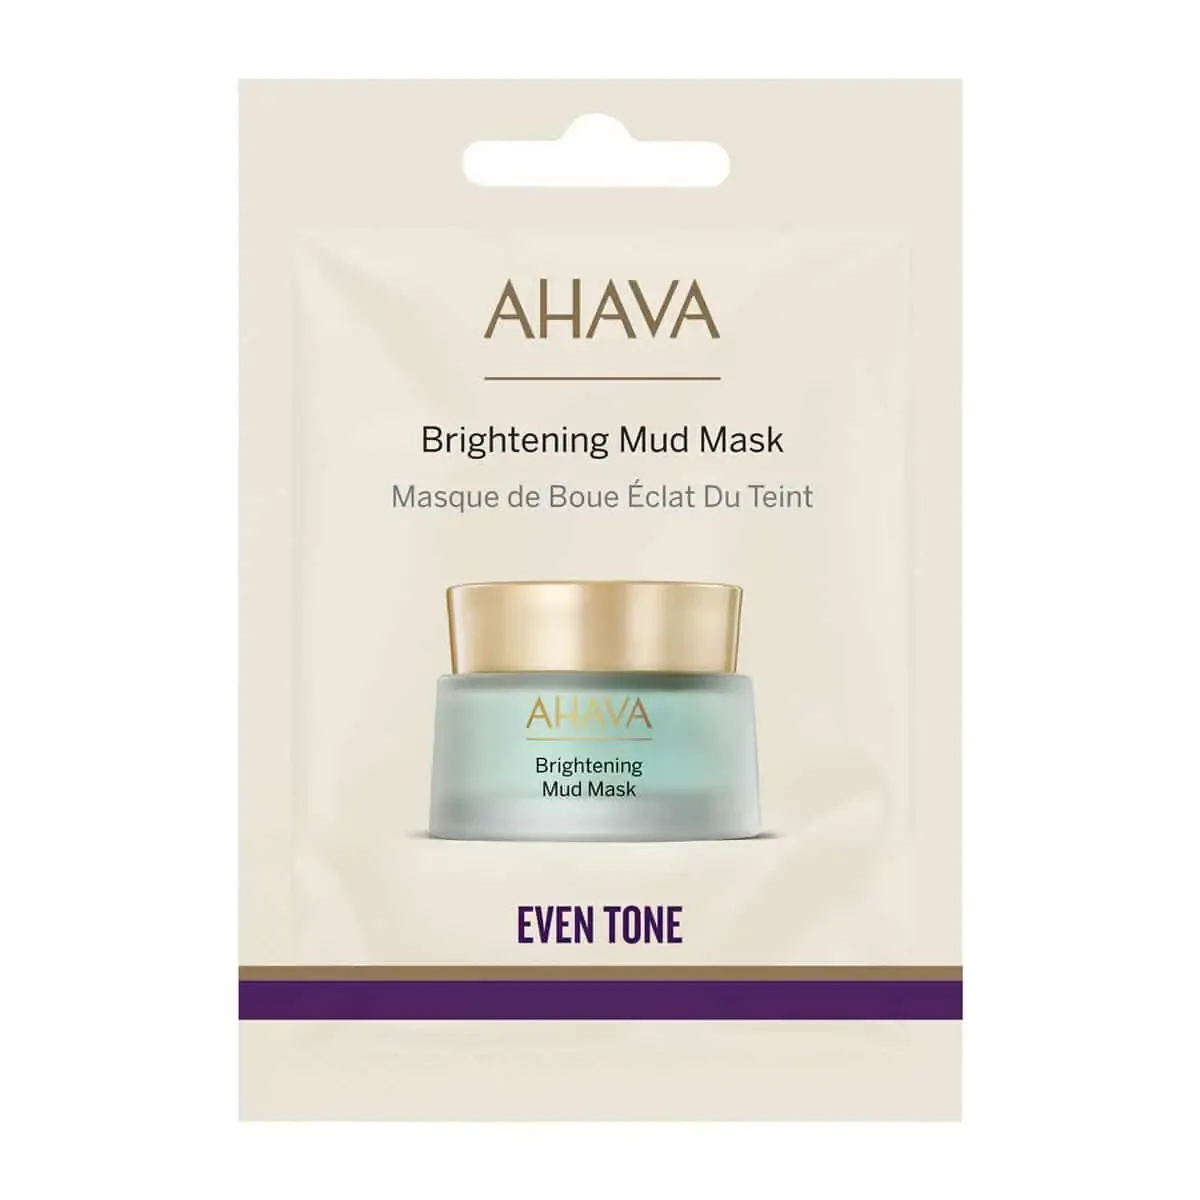 AHAVA
Brightening Mud Mask
Masque de Boue Éclat Du Teint
AHAVA
Brightening
Mud Mask
EVEN TONE